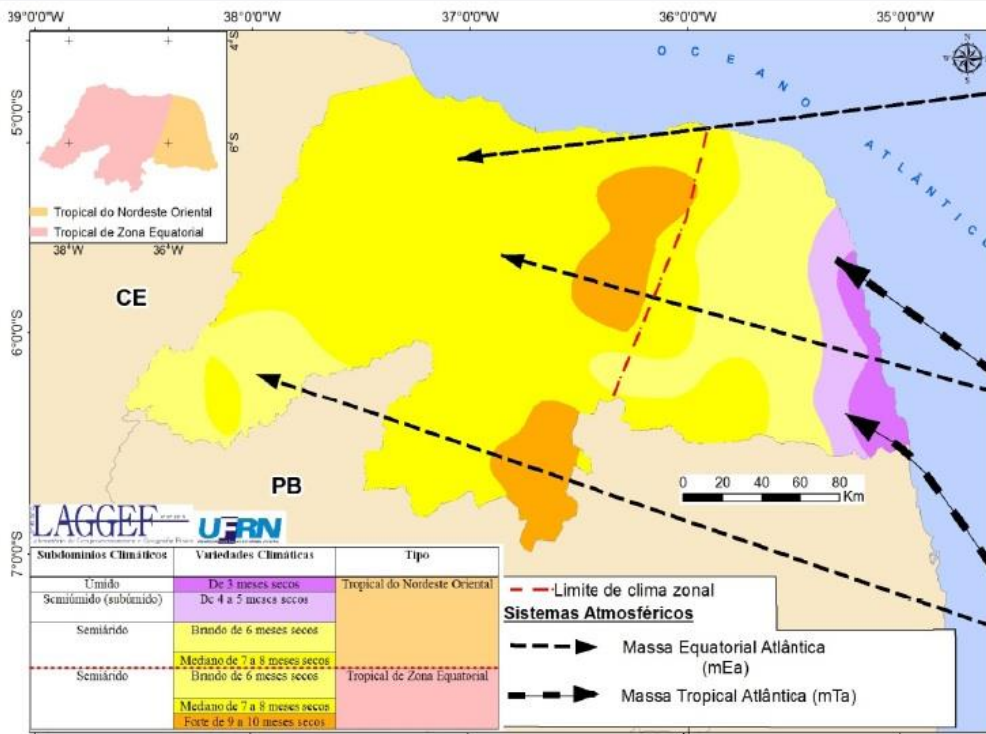 39°0'0"
38°0'0"W
37°0'0"W
36°0'0"W
35°0'0"W
4°S
5°0'0"S
6°S
38°W
36°W
Tropical do Nordeste Oriental
Tropical de Zona Equatorial
OCEANO
ATLÂNTICO
N
S
W
CE
PB
6°0'0"S
7°0'0"S
0 20 40 60 80
Km
LAGGEF
UFRN
Subdomínios Climáticos Variedades Climáticas Tipo
Úmido De 3 meses secos Tropical do Nordeste Oriental
Semiúmido (subúmido) De 4 a 5 meses secos
Semiárido Brando de 6 meses secos
Mediano de 7 a 8 meses secos
Semiárido Brando de 6 meses secos Tropical de Zona Equatorial
Mediano de 7 a 8 meses secos
Forte de 9 a 10 meses secos
Limite de clima zonal
Sistemas Atmosféricos
Massa Equatorial Atlântica
(mEa)
Massa Tropical Atlântica (mTa)